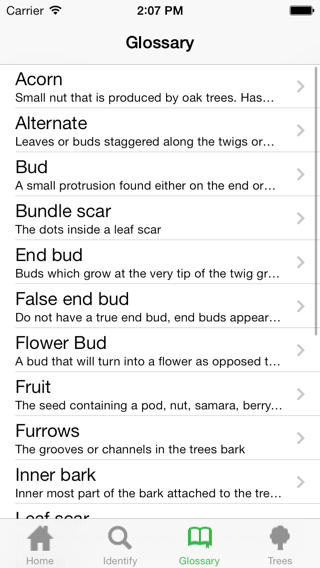 Carrier 2:07 PM
Glossary
Acorn
Small nut that is produced by oak trees. Has…
Alternate
Leaves or buds staggered along the twigs or…
Bud
A small protrusion found either on the end or…
Bundle scar
The dots inside a leaf scar
End bud
Buds which grow at the very tip of the twig gr…
False end bud
Do not have a true end bud, end buds appear…
Flower Bud
A bud that will turn into a flower as opposed t…
Fruit
The seed containing a pod, nut, samara, berry…
Furrows
The grooves or channels in the trees bark
Inner bark
Inner most part of the bark attached to the tre…
Leaf scar
Home Identify Glossary Trees